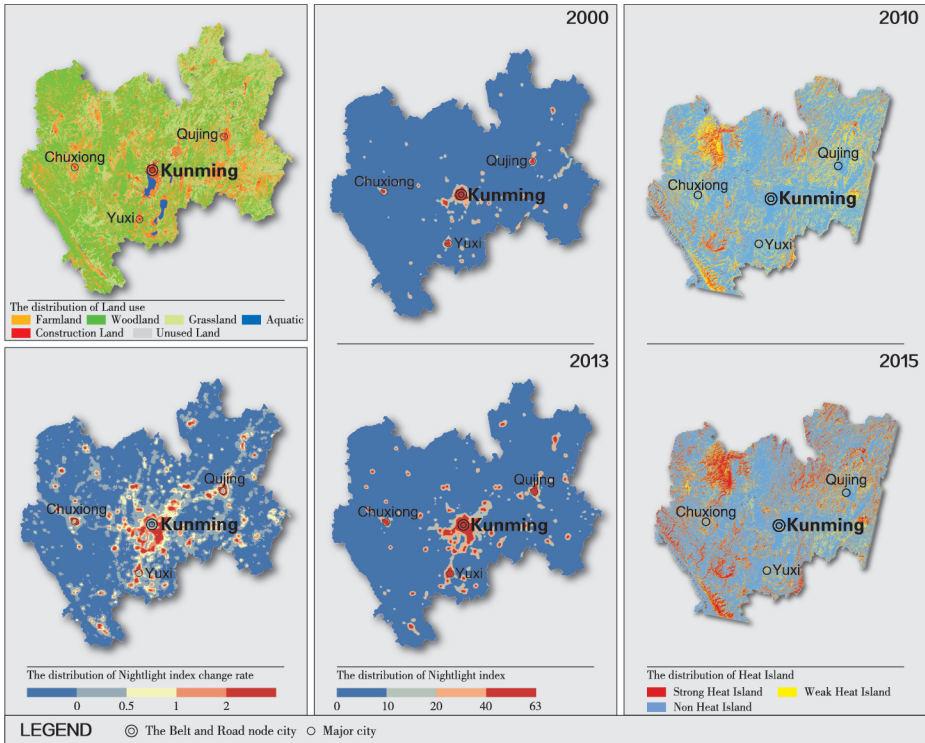 Qujing
Chuxiong
Kunming
Yuxi
The distribution of Land use
Farmland Woodland Grassland Aquatic
Construction Land Unused Land
2000
Qujing
Chuxiong
Kunming
Yuxi
2010
Qujing
Chuxiong
Kunming
Yuxi
Qujing
Chuxiong
Kunming
Yuxi
The distribution of Nightlight index change rate
0 0.5 1 2
2013
Qujing
Chuxiong
Kunming
Yuxi
The distribution of Nightlight index
0 10 20 40 63
2015
Qujing
Chuxiong
Kunming
Yuxi
The distribution of Heat Island
Strong Heat Island Weak Heat Island
Non Heat Island
LEGEND The Belt and Road node city Major city